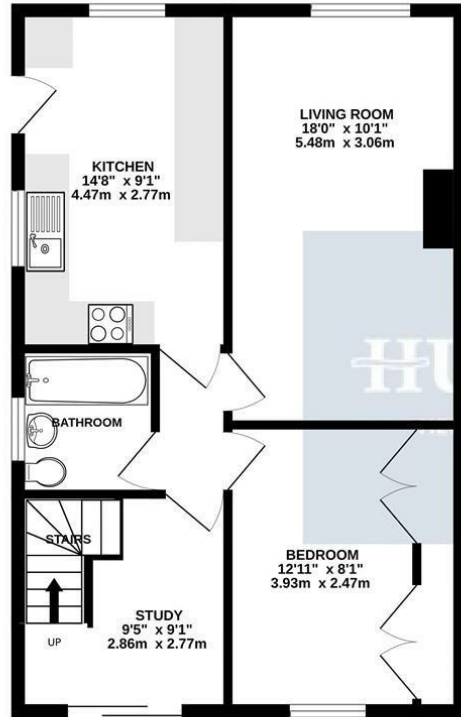 LIVING ROOM
18'0" x 10'1"
5.48m x 3.06m
KITCHEN
14'8" x 9'1"
4.47m x 2.77m
BATHROOM
STAIRS
UP
STUDY
9'5" x 9'1"
2.86m x 2.77m
BEDROOM
12'11" x 8'1"
3.93m x 2.47m